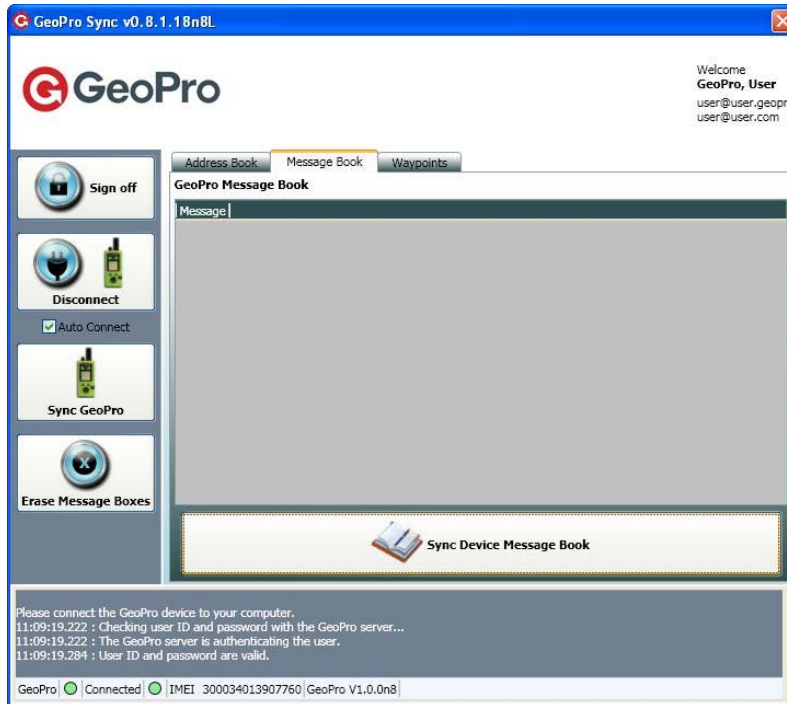 GeoPro Sync v0.8.1.18n8L
GeoPro
Welcome
GeoPro, User
user@user.geopr
user@user.com
Sign off
Disconnect
Auto Connect
Sync GeoPro
Erase Message Boxes
Address Book
Message Book
Waypoints
GeoPro Message Book
Message
Sync Device Message Book
Please connect the GeoPro device to your computer.
11:09:19.222 : Checking user ID and password with the GeoPro server...
11:09:19.222 : The GeoPro server is authenticating the user.
11:09:19.284 : User ID and password are valid.
GeoPro Connected IMEI 300034013907760 GeoPro V1.0.0n8